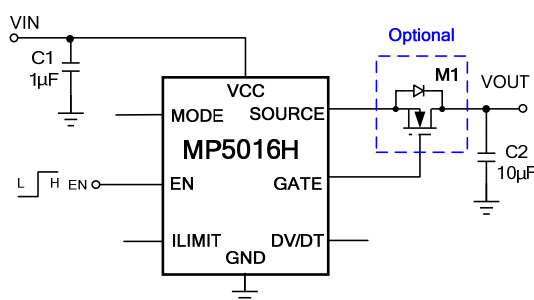 VIN
Optional
C1
1µF
M1
VOUT
VCC
MODE
SOURCE
MP5016H
C2
10µF
L
H
EN
EN
GATE
ILIMIT
DV/DT
GND